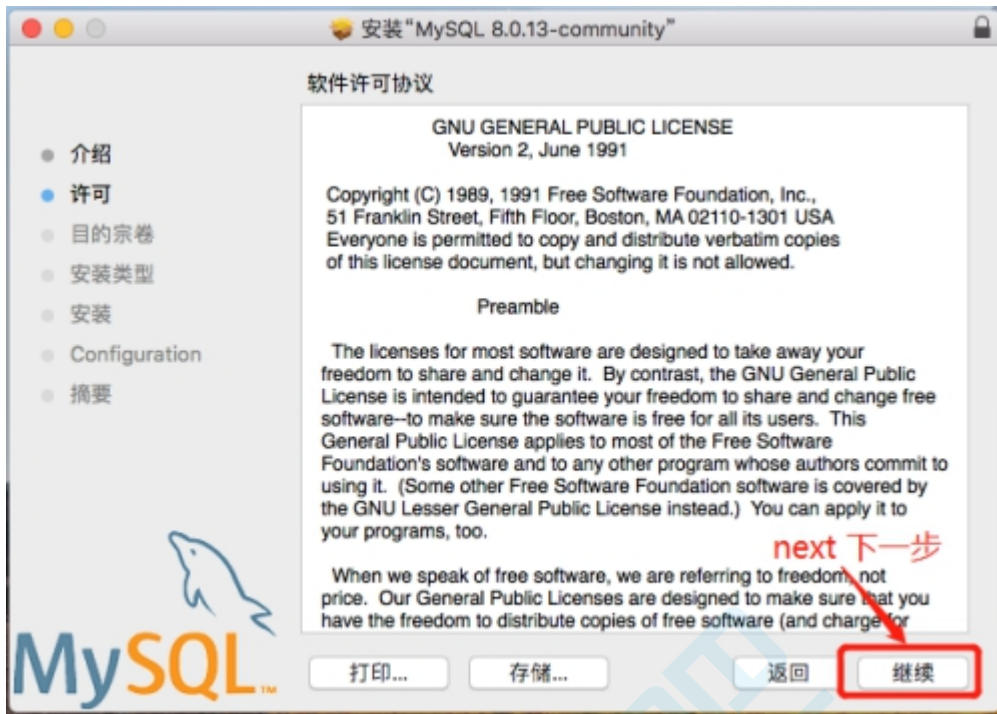 安装“MySQL 8.0.13-community”
软件许可协议
介绍
许可
目的宗卷
安装类型
安装
Configuration
摘要
GNU GENERAL PUBLIC LICENSE
Version 2, June 1991
Copyright (C) 1989, 1991 Free Software Foundation, Inc.,
51 Franklin Street, Fifth Floor, Boston, MA 02110-1301 USA
Everyone is permitted to copy and distribute verbatim copies
of this license document, but changing it is not allowed.
Preamble
The licenses for most software are designed to take away your
freedom to share and change it. By contrast, the GNU General Public
License is intended to guarantee your freedom to share and change free
software--to make sure the software is free for all its users. This
General Public License applies to most of the Free Software
Foundation's software and to any other program whose authors commit to
using it. (Some other Free Software Foundation software is covered by
the GNU Lesser General Public License instead.) You can apply it to
your programs, too.
When we speak of free software, we are referring to freedom, not
price. Our General Public Licenses are designed to make sure that you
have the freedom to distribute copies of free software (and charge for
next 下一步
MySQL™
打印...
存储...
返回
继续